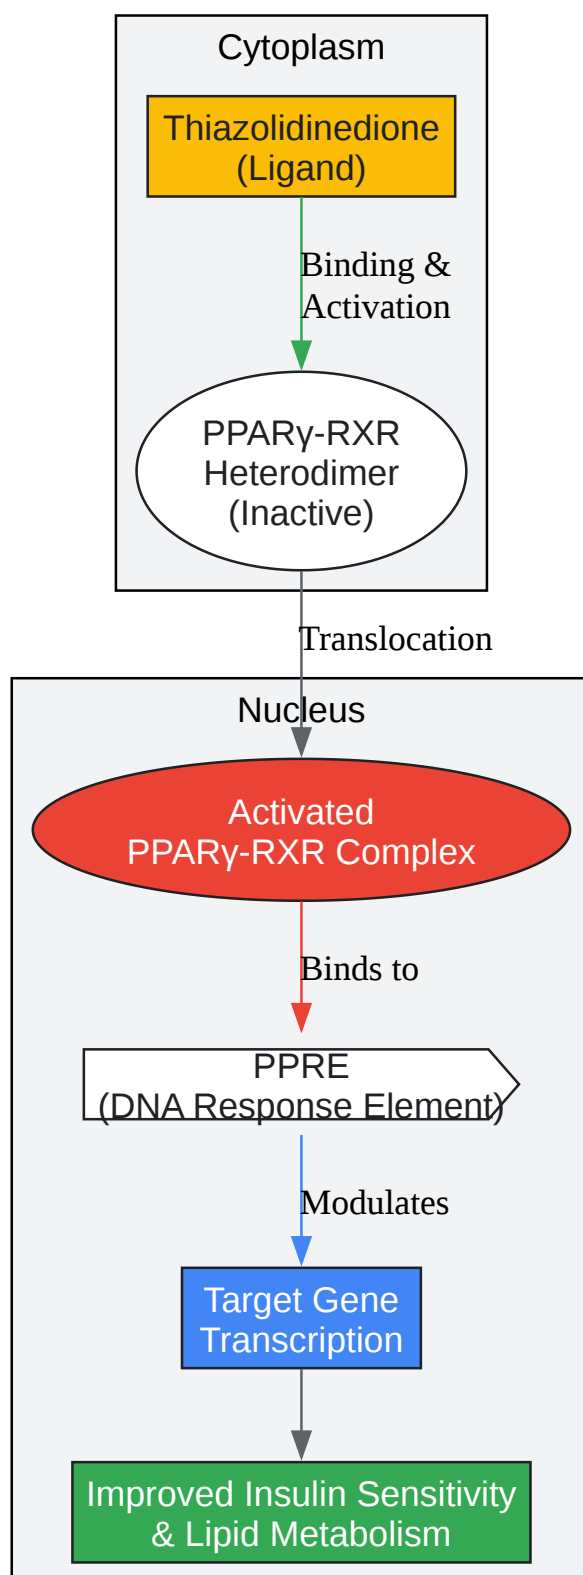 Cytoplasm
Thiazolidinedione
(Ligand)
Binding &
Activation
PPARγ-RXR
Heterodimer
(Inactive)
Translocation
Nucleus
Activated
PPARγ-RXR Complex
Binds to
PPRE
(DNA Response Element)
Modulates
Target Gene
Transcription
Improved Insulin Sensitivity
& Lipid Metabolism